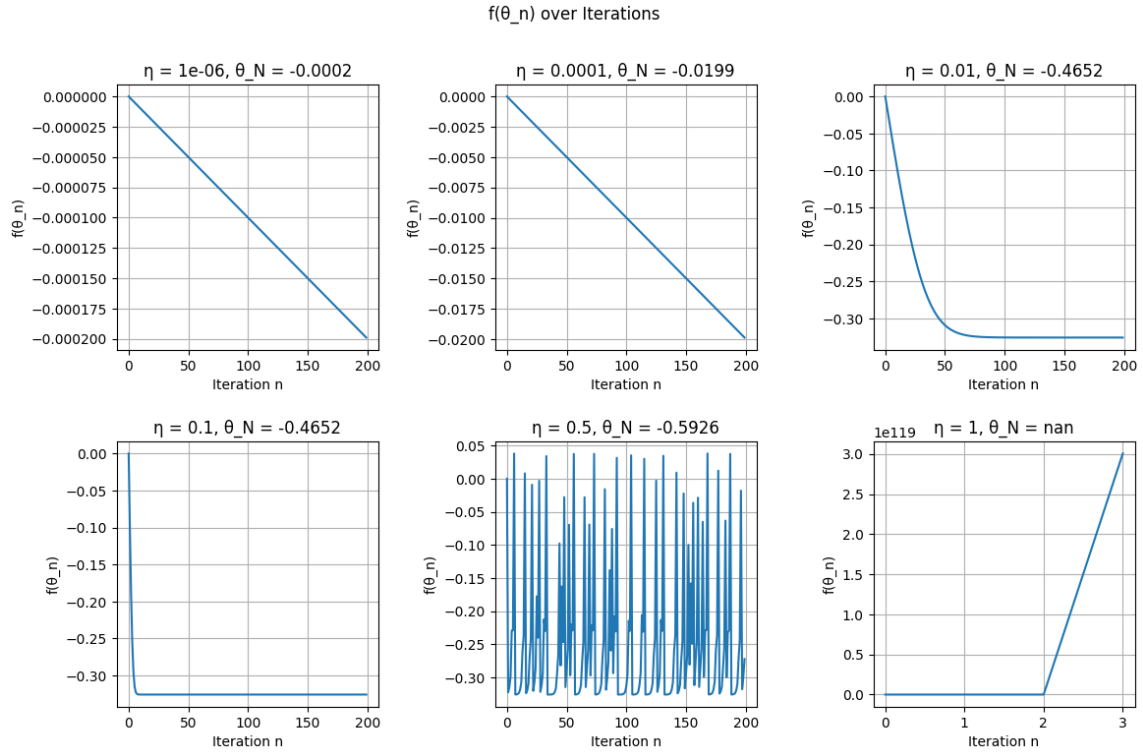 f(θ_n) over Iterations
η = 1e-06, θ_N = -0.0002
0.000000
−0.000025
−0.000050
−0.000075
−0.000100
−0.000125
−0.000150
−0.000175
−0.000200
f(θ_n)
0 50 100 150 200
Iteration n
η = 0.0001, θ_N = -0.0199
0.0000
−0.0025
−0.0050
−0.0075
−0.0100
−0.0125
−0.0150
−0.0175
−0.0200
f(θ_n)
0 50 100 150 200
Iteration n
η = 0.01, θ_N = -0.4652
0.00
−0.05
−0.10
−0.15
−0.20
−0.25
−0.30
f(θ_n)
0 50 100 150 200
Iteration n
η = 0.1, θ_N = -0.4652
0.00
−0.05
−0.10
−0.15
−0.20
−0.25
−0.30
f(θ_n)
0 50 100 150 200
Iteration n
η = 0.5, θ_N = -0.5926
0.05
0.00
−0.05
−0.10
−0.15
−0.20
−0.25
−0.30
f(θ_n)
0 50 100 150 200
Iteration n
1e119
η = 1, θ_N = nan
3.0
2.5
2.0
1.5
1.0
0.5
0.0
f(θ_n)
0 1 2 3
Iteration n